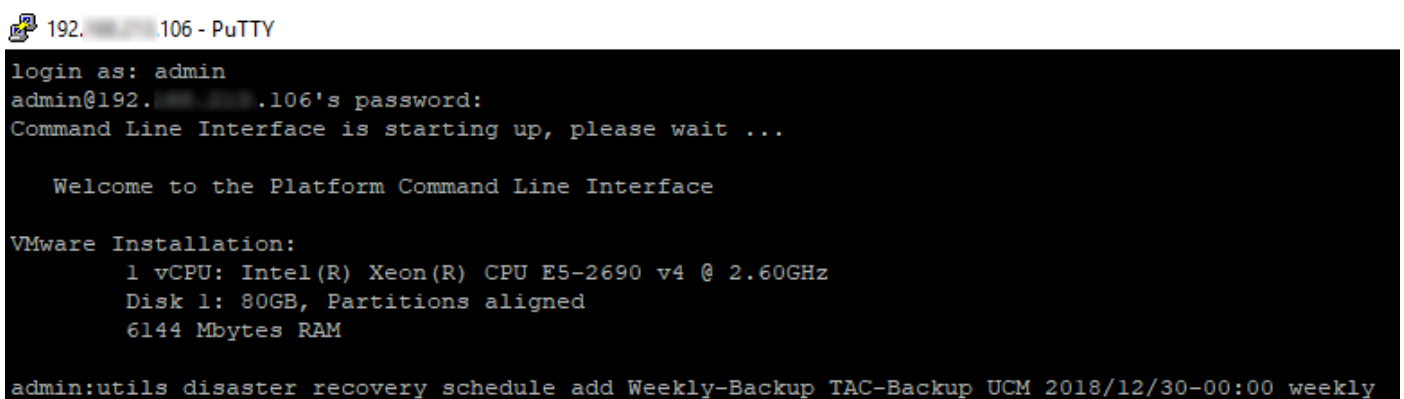 192. .106 - PuTTY
login as: admin
admin@192. .106's password:
Command Line Interface is starting up, please wait ...
Welcome to the Platform Command Line Interface
VMware Installation:
1 vCPU: Intel(R) Xeon(R) CPU E5-2690 v4 @ 2.60GHz
Disk 1: 80GB, Partitions aligned
6144 Mbytes RAM
admin:utils disaster recovery schedule add Weekly-Backup TAC-Backup UCM 2018/12/30-00:00 weekly